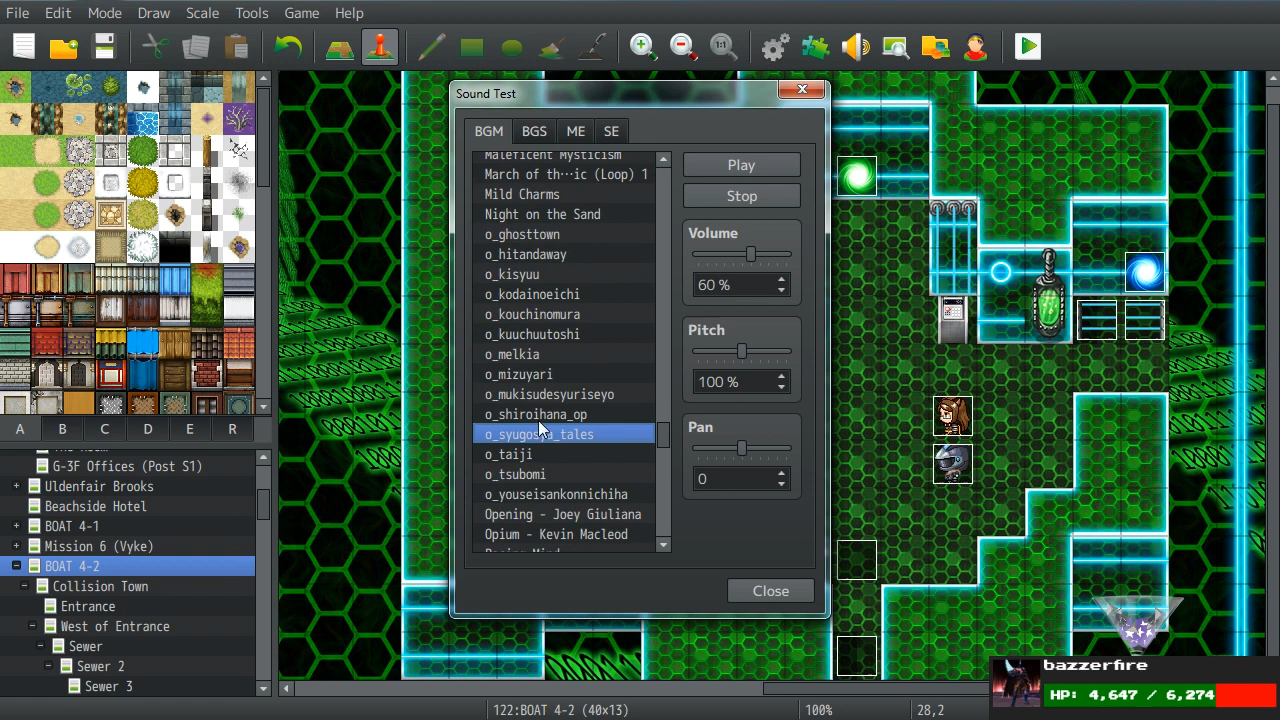 File Edit Mode Draw Scale Tools Game Help
1:1
Sound Test
BGM BGS ME SE
Maleficent Mysticism
March of th···ic (Loop) 1
Mild Charms
Night on the Sand
o_ghosttown
o_hitandaway
o_kisyuu
o_kodainoeichi
o_kouchinomura
o_kuuchuutoshi
o_melkia
o_mizuyari
o_mukisudesyuriseyo
o_shiroihana_op
o_taiji
o_tsubomi
o_youseisankonnichiha
Opening - Joey Giuliana
Opium - Kevin Macleod
Play
Stop
Volume
60 %
Pitch
100 %
Pan
0
Close
A B C D E R
G-3F Offices (Post S1)
Uldenfair Brooks
Beachside Hotel
BOAT 4-1
Mission 6 (Vyke)
BOAT 4-2
Collision Town
Entrance
West of Entrance
Sewer
Sewer 2
Sewer 3
bazzerfire
HP: 4,647 / 6,274
122:BOAT 4-2 (40x13) 100% 28,2